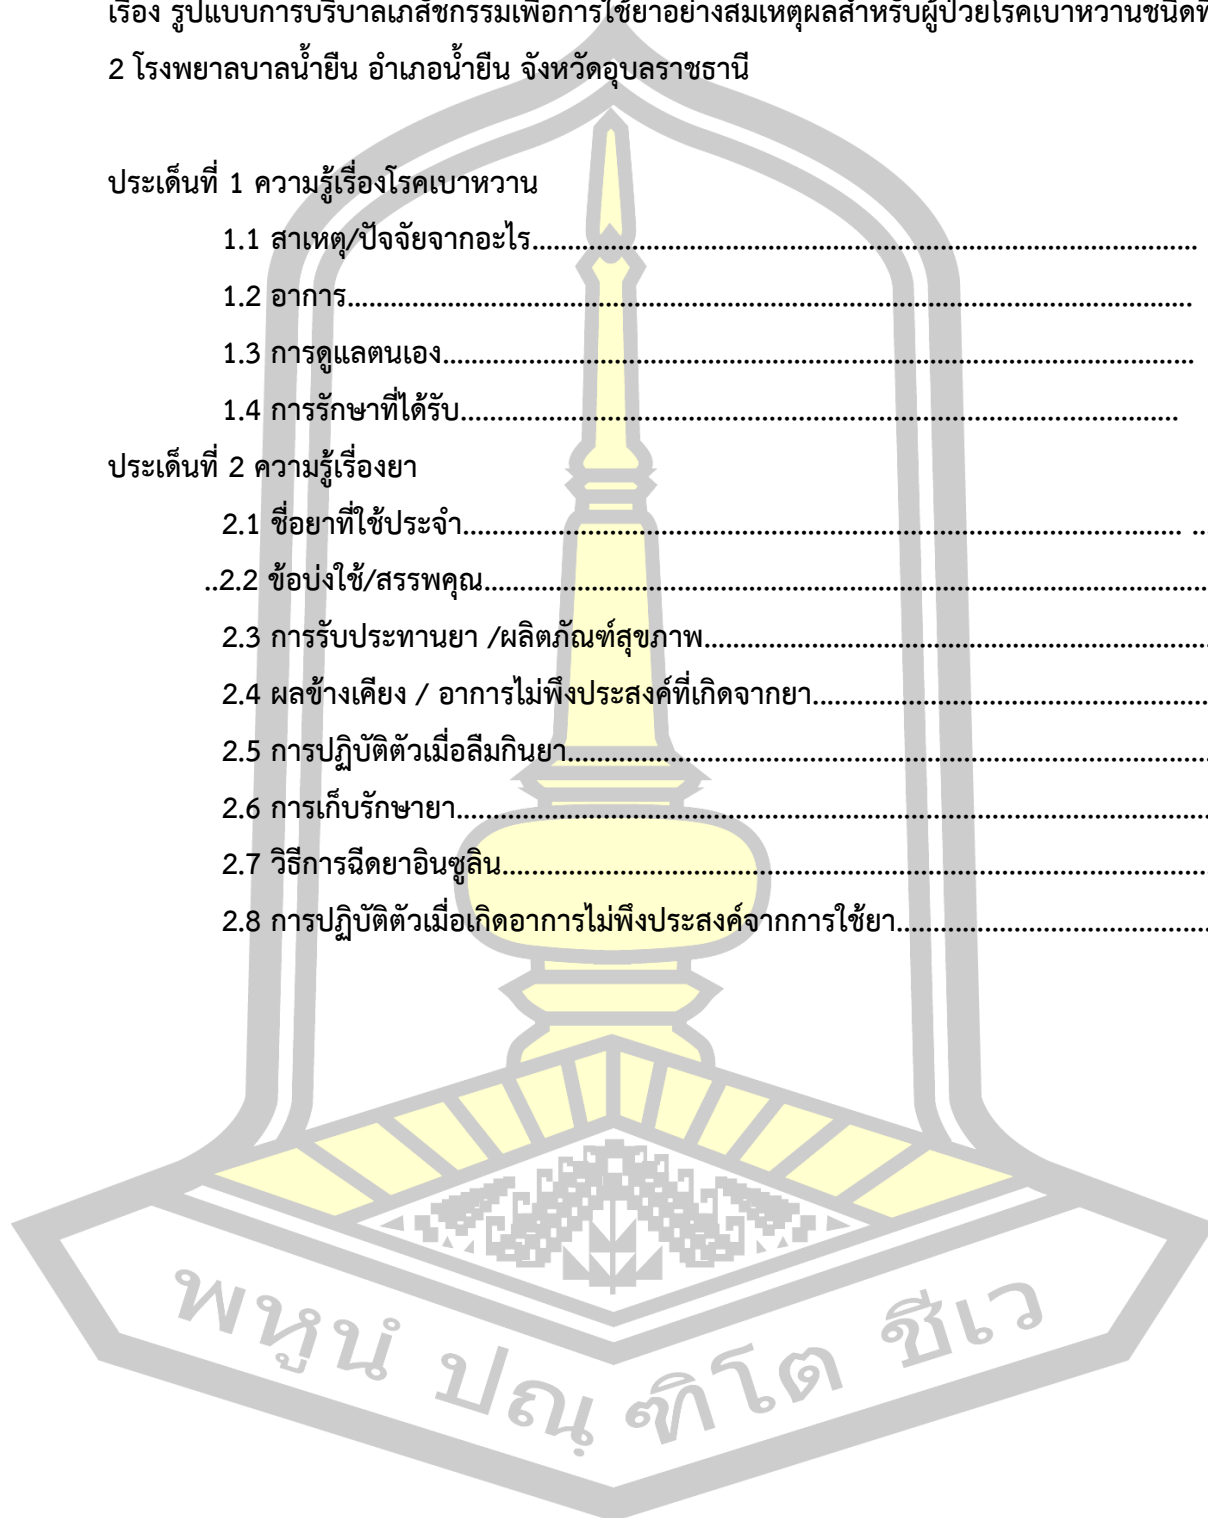 เรื่อง รูปแบบการบริบาลเภสัชกรรมเพื่อการใช้ยาอย่างสมเหตุผลสำหรับผู้ป่วยโรคเบาหวานชนิดที่
2 โรงพยาลบาลน้ำยืน อำเภอน้ำยืน จังหวัดอุบลราชธานี
ประเด็นที่ 1 ความรู้เรื่องโรคเบาหวาน
1.1 สาเหตุ/ปัจจัยจากอะไร...............................................................................................
1.2 อาการ.........................................................................................................................
1.3 การดูแลตนเอง...........................................................................................................
1.4 การรักษาที่ได้รับ.......................................................................................................
ประเด็นที่ 2 ความรู้เรื่องยา
2.1 ชื่อยาที่ใช้ประจำ....................................................................................................... ...
..2.2 ข้อบ่งใช้/สรรพคุณ........................................................................................................
2.3 การรับประทานยา /ผลิตภัณฑ์สุขภาพ........................................................................
2.4 ผลข้างเคียง / อาการไม่พึงประสงค์ที่เกิดจากยา.........................................................
2.5 การปฏิบัติตัวเมื่อลืมกินยา............................................................................................
2.6 การเก็บรักษายา............................................................................................................
2.7 วิธีการฉีดยาอินซูลิน.....................................................................................................
2.8 การปฏิบัติตัวเมื่อเกิดอาการไม่พึงประสงค์จากการใช้ยา.............................................
พหูนํ ปณฺฑิโต ชีเว